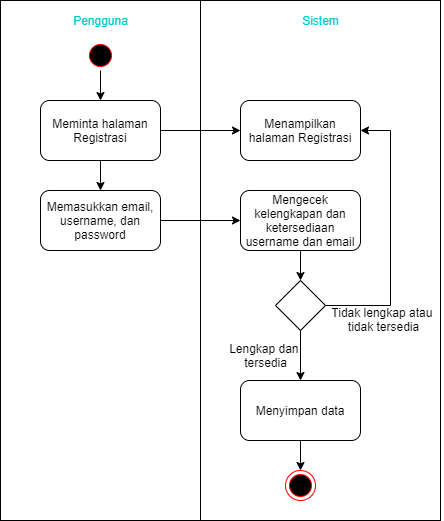 Pengguna
Sistem
Meminta halaman
Registrasi
Menampilkan
halaman Registrasi
Memasukkan email,
username, dan
password
Mengecek
kelengkapan dan
ketersediaan
username dan email
Tidak lengkap atau
tidak tersedia
Lengkap dan
tersedia
Menyimpan data